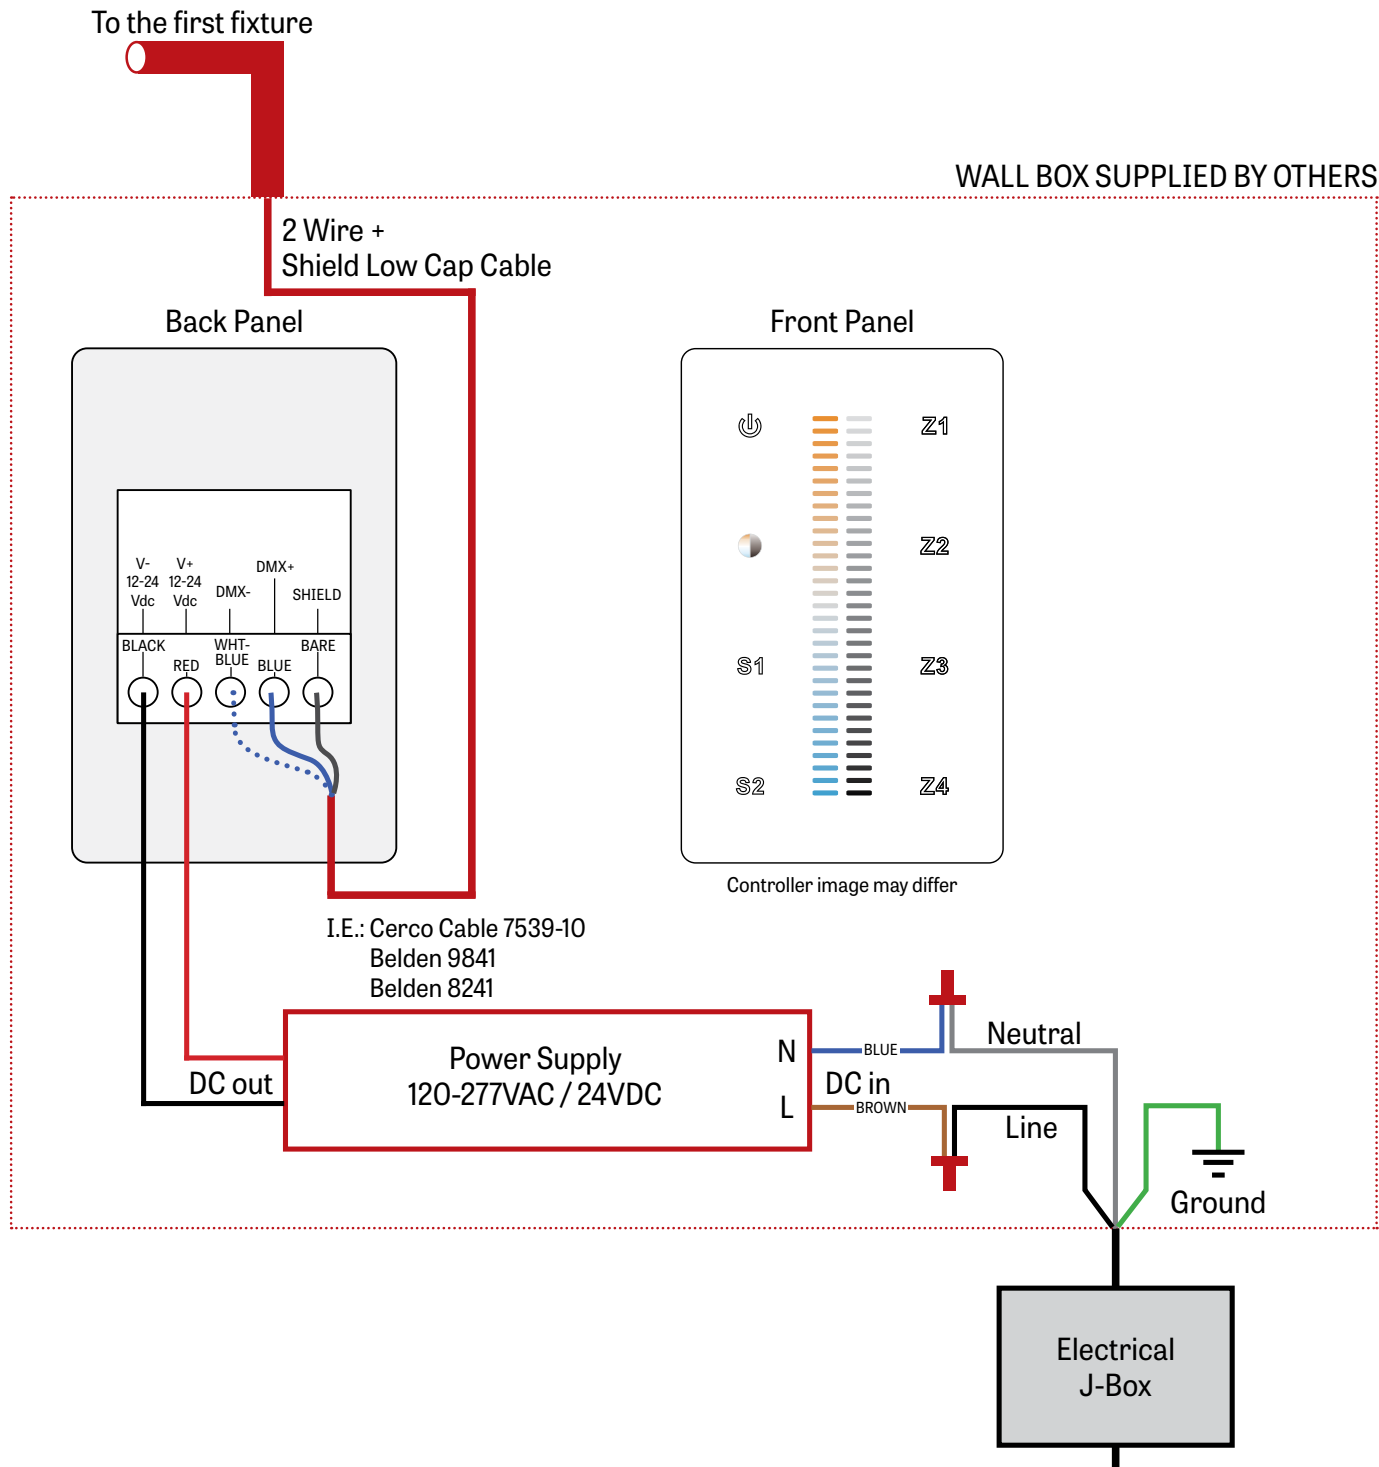 To the first fixture
WALL BOX SUPPLIED BY OTHERS
2 Wire +
Shield Low Cap Cable
Back Panel
Front Panel
V-
12-24
Vdc
V+
12-24
Vdc
DMX-
DMX+
SHIELD
BLACK
RED
WHT-
BLUE
BLUE
BARE
Z1
Z2
S1
Z3
S2
Z4
Controller image may differ
I.E.: Cerco Cable 7539-10
Belden 9841
Belden 8241
Power Supply
120-277VAC / 24VDC
DC out
N
L
BLUE
DC in
BROWN
Neutral
Line
Ground
Electrical
J-Box